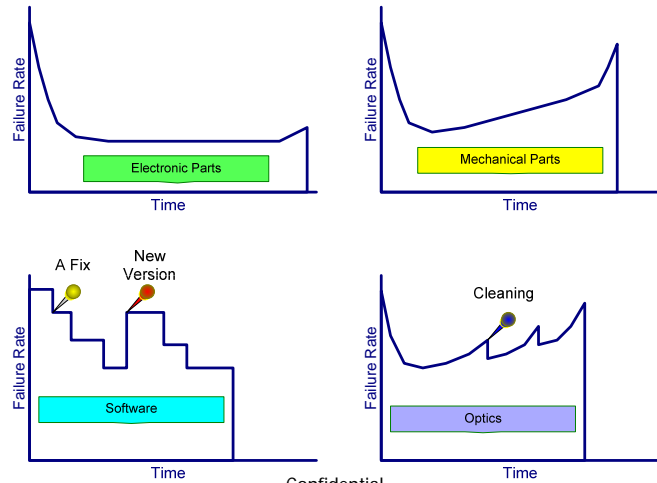 Failure Rate
Electronic Parts
Time
Failure Rate
Mechanical Parts
Time
A Fix
New
Version
Failure Rate
Software
Time
Cleaning
Failure Rate
Optics
Time
Confidential